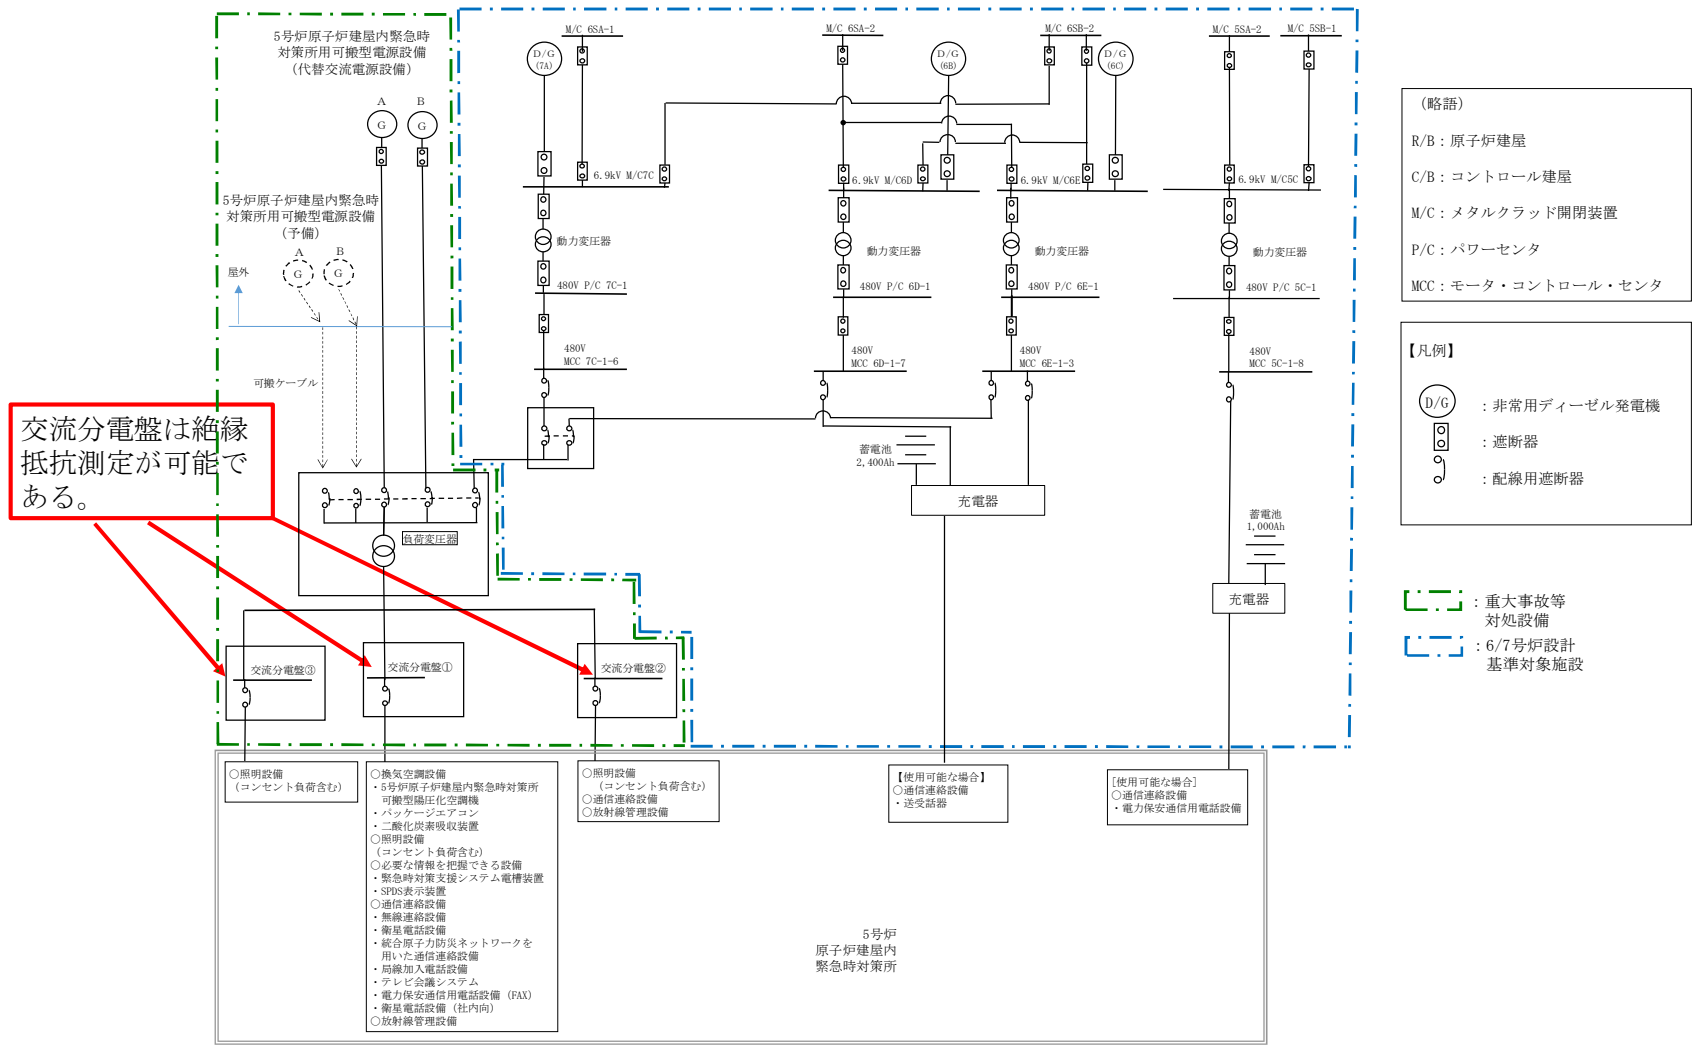 5号炉原子炉建屋内緊急時
対策所用可搬型電源設備
（代替交流電源設備）
A
B
G
G
5号炉原子炉建屋内緊急時
対策所用可搬型電源設備
（予備）
A
B
G
G
屋外
可搬ケーブル
交流分電盤は絶縁
抵抗測定が可能で
ある。
負荷変圧器
交流分電盤③
交流分電盤①
交流分電盤②
M/C 6SA-1
D/G
(7A)
6.9kV M/C7C
動力変圧器
480V P/C 7C-1
480V
MCC 7C-1-6
M/C 6SA-2
D/G
(6B)
M/C 6SB-2
D/G
(6C)
6.9kV M/C6D
6.9kV M/C6E
動力変圧器
動力変圧器
480V P/C 6D-1
480V P/C 6E-1
480V
MCC 6D-1-7
480V
MCC 6E-1-3
蓄電池
2,400Ah
充電器
M/C 5SA-2
M/C 5SB-1
6.9kV M/C5C
動力変圧器
480V P/C 5C-1
480V
MCC 5C-1-8
蓄電池
1,000Ah
充電器
（略語）
R/B：原子炉建屋
C/B：コントロール建屋
M/C：メタルクラッド開閉装置
P/C：パワーセンタ
MCC：モータ・コントロール・センタ
【凡例】
D/G
：非常用ディーゼル発電機
：遮断器
：配線用遮断器
：重大事故等
対処設備
：6/7号炉設計
基準対象施設
○照明設備
（コンセント負荷含む）
○換気空調設備
・5号炉原子炉建屋内緊急時対策所
可搬型陽圧化空調機
・パッケージエアコン
・二酸化炭素吸収装置
○照明設備
（コンセント負荷含む）
○必要な情報を把握できる設備
・緊急時対策支援システム電槽装置
・SPDS表示装置
○通信連絡設備
・無線連絡設備
・衛星電話設備
・統合原子力防災ネットワークを
用いた通信連絡設備
・局線加入電話設備
・テレビ会議システム
・電力保安通信用電話設備（FAX）
・衛星電話設備（社内向）
○放射線管理設備
○照明設備
（コンセント負荷含む）
○通信連絡設備
○放射線管理設備
【使用可能な場合】
○通信連絡設備
・送受話器
[使用可能な場合]
○通信連絡設備
・電力保安通信用電話設備
5号炉
原子炉建屋内
緊急時対策所